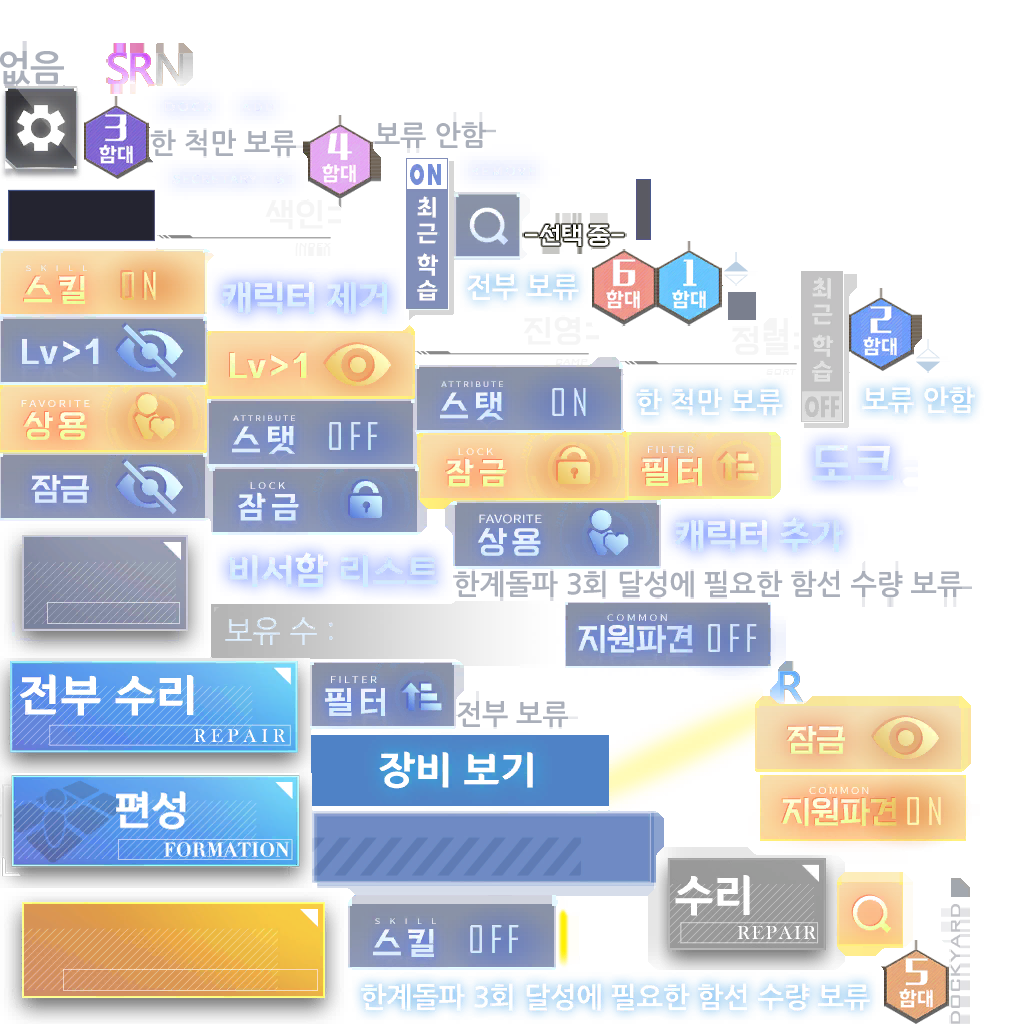 없음
SR
N
3
함대
한 척만 보류
4
함대
보류 안함
ON
최근 학습
색인
INDEX
-선택 중-
전부 보류
6
함대
1
함대
SKILL
스킬 ON
캐릭터 제거
진영:
정렬:
최근 학습
OFF
2
함대
Lv>1
Lv>1
ATTRIBUTE
스탯 ON
한 척만 보류
보류 안함
FAVORITE
상용
ATTRIBUTE
스탯 OFF
LOCK
잠금
FILTER
필터
도크
잠금
LOCK
잠금
FAVORITE
상용
캐릭터 추가
비서함 리스트
한계돌파 3회 달성에 필요한 함선 수량 보류
보유 수 :
COMMON
지원파견 OFF
전부 수리
REPAIR
FILTER
필터
전부 보류
R
잠금
장비 보기
COMMON
지원파견 ON
편성
FORMATION
수리
REPAIR
SKILL
스킬 OFF
DOCKYARD
5
함대
한계돌파 3회 달성에 필요한 함선 수량 보류